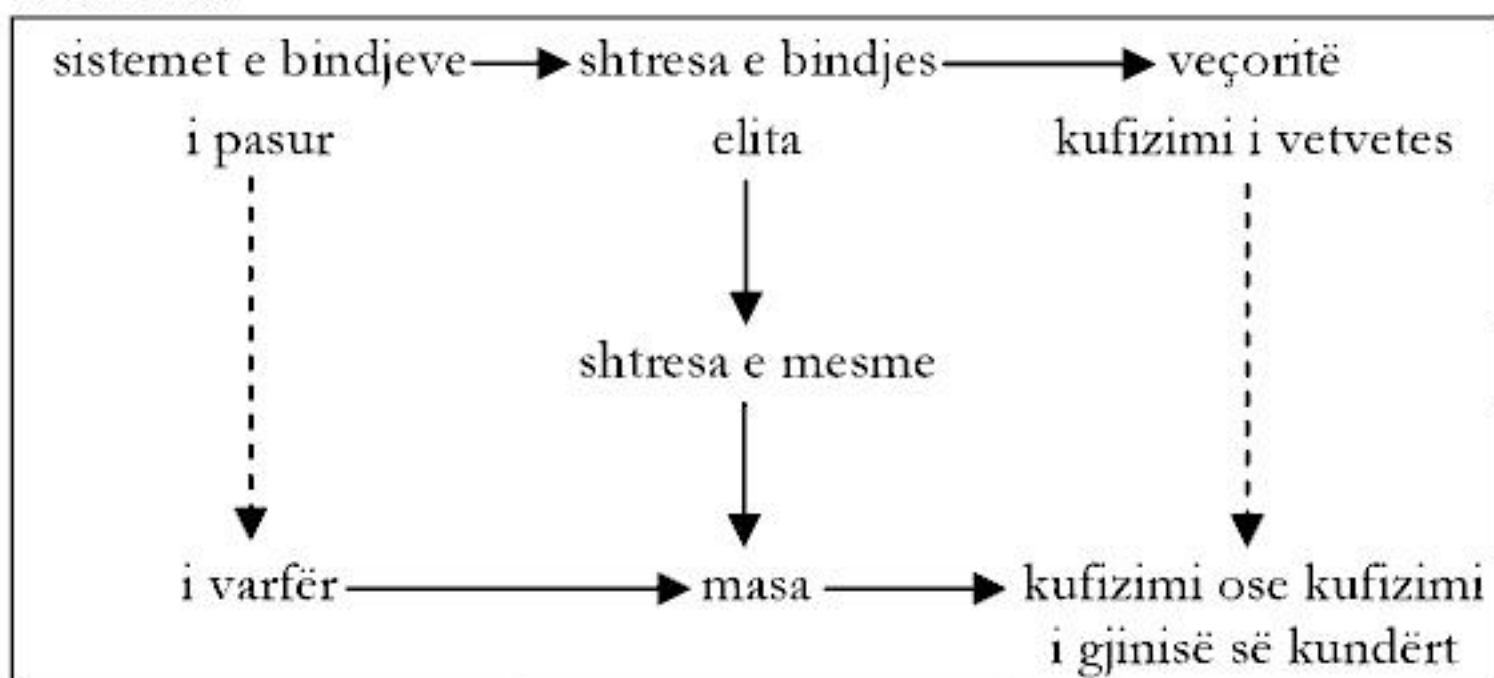 sistemet e bindjeve shtresa e bindjes veçoritë
i pasur elita kufizimi i vetvetes
shtresa e mesme
i varfër masa kufizimi ose kufizimi
i gjinisë së kundërt